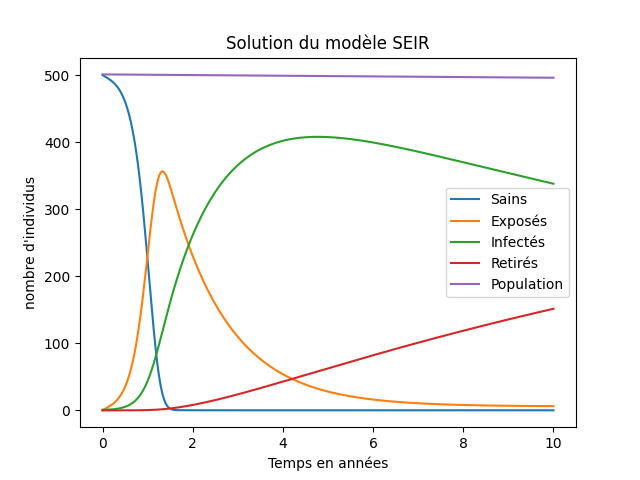 Solution du modèle SEIR
nombre d'individus
500
400
300
200
100
0
Sains
Exposés
Infectés
Retirés
Population
0 2 4 6 8 10
Temps en années